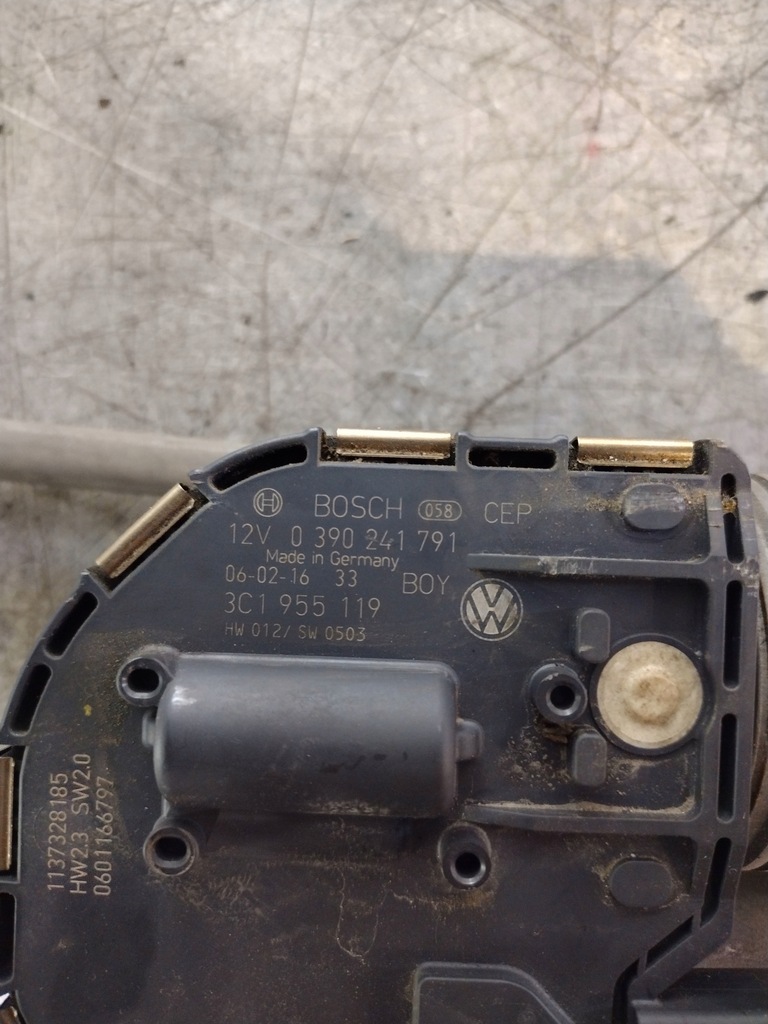 BOSCH 058 CEP
12V 0 390 241 791
Made in Germany
06-02-16 33 BOY
3C1 955 119
HW 012/ SW 0503
VW
1137328185
HW2.3 SW2.0
0601166797